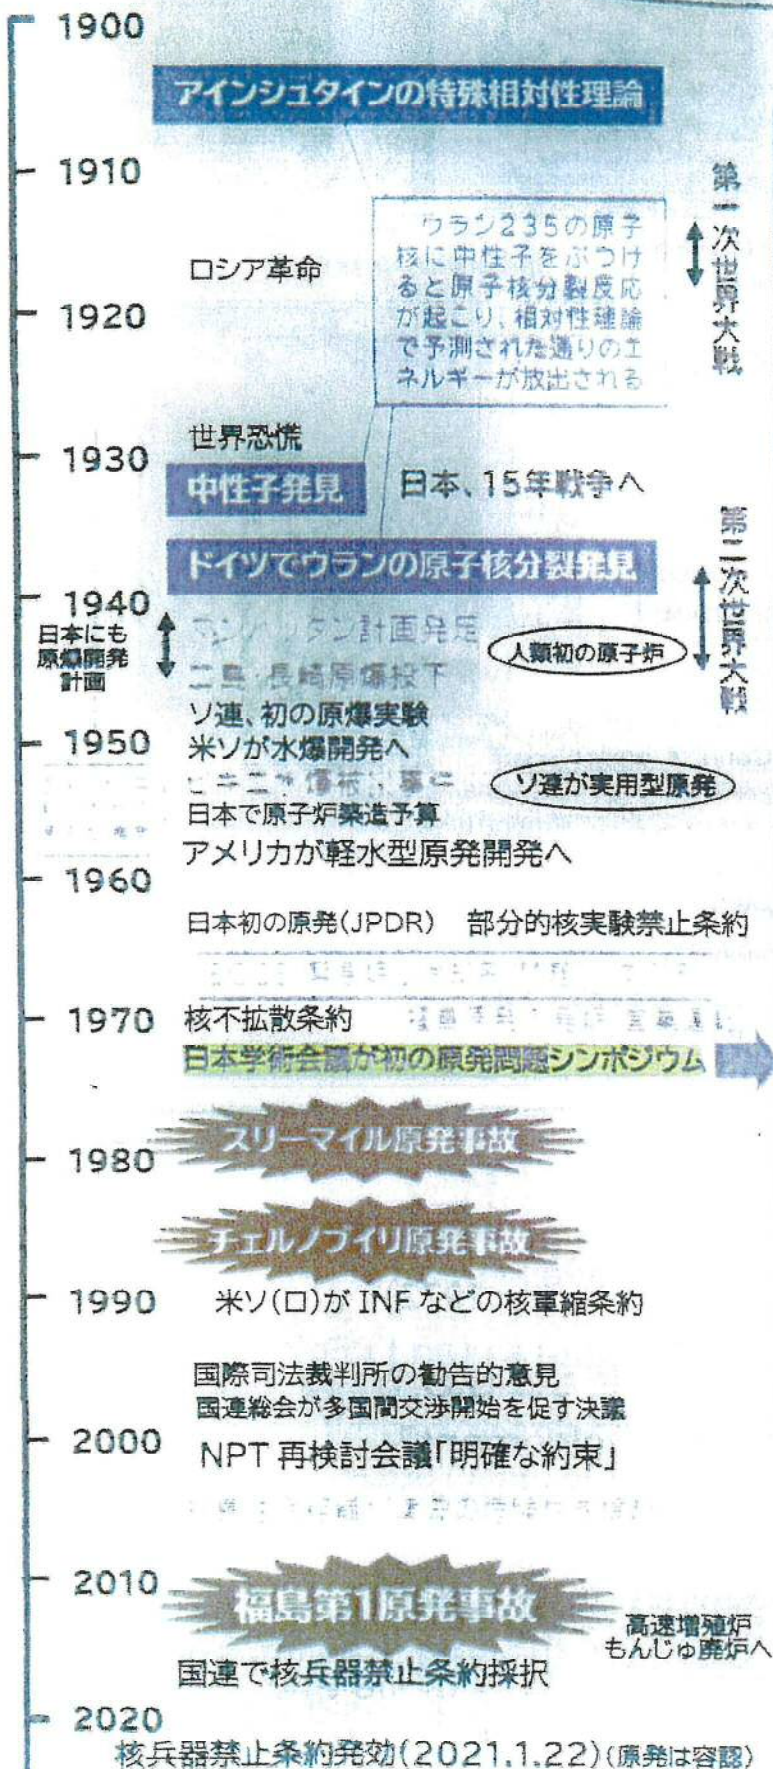 1900
アインシュタインの特殊相対性理論
1910
第一次世界大戦
ウラン235の原子
核に中性子をぶつけ
ると原子核分裂反応
が起こり、相対性理論
で予測された通りのエ
ネルギーが放出される
ロシア革命
1920
世界恐慌
1930
中性子発見
日本、15年戦争へ
第二次世界大戦
ドイツでウランの原子核分裂発見
1940
日本にも
原爆開発
計画
計画発足
人類初の原子炉
長崎原爆投下
ソ連、初の原爆実験
1950
米ソが水爆開発へ
ソ連が実用型原発
日本で原子炉築造予算
アメリカが軽水型原発開発へ
1960
日本初の原発(JPDR) 部分的核実験禁止条約
1970
核不拡散条約
日本学術会議が初の原発問題シンポジウム
スリーマイル原発事故
1980
チェルノブイリ原発事故
1990
米ソ(ロ)が INF などの核軍縮条約
国際司法裁判所の勧告的意見
国連総会が多国間交渉開始を促す決議
2000
NPT 再検討会議「明確な約束」
2010
福島第1原発事故
高速増殖炉
もんじゅ廃炉へ
国連で核兵器禁止条約採択
2020
核兵器禁止条約発効(2021.1.22)(原発は容認)